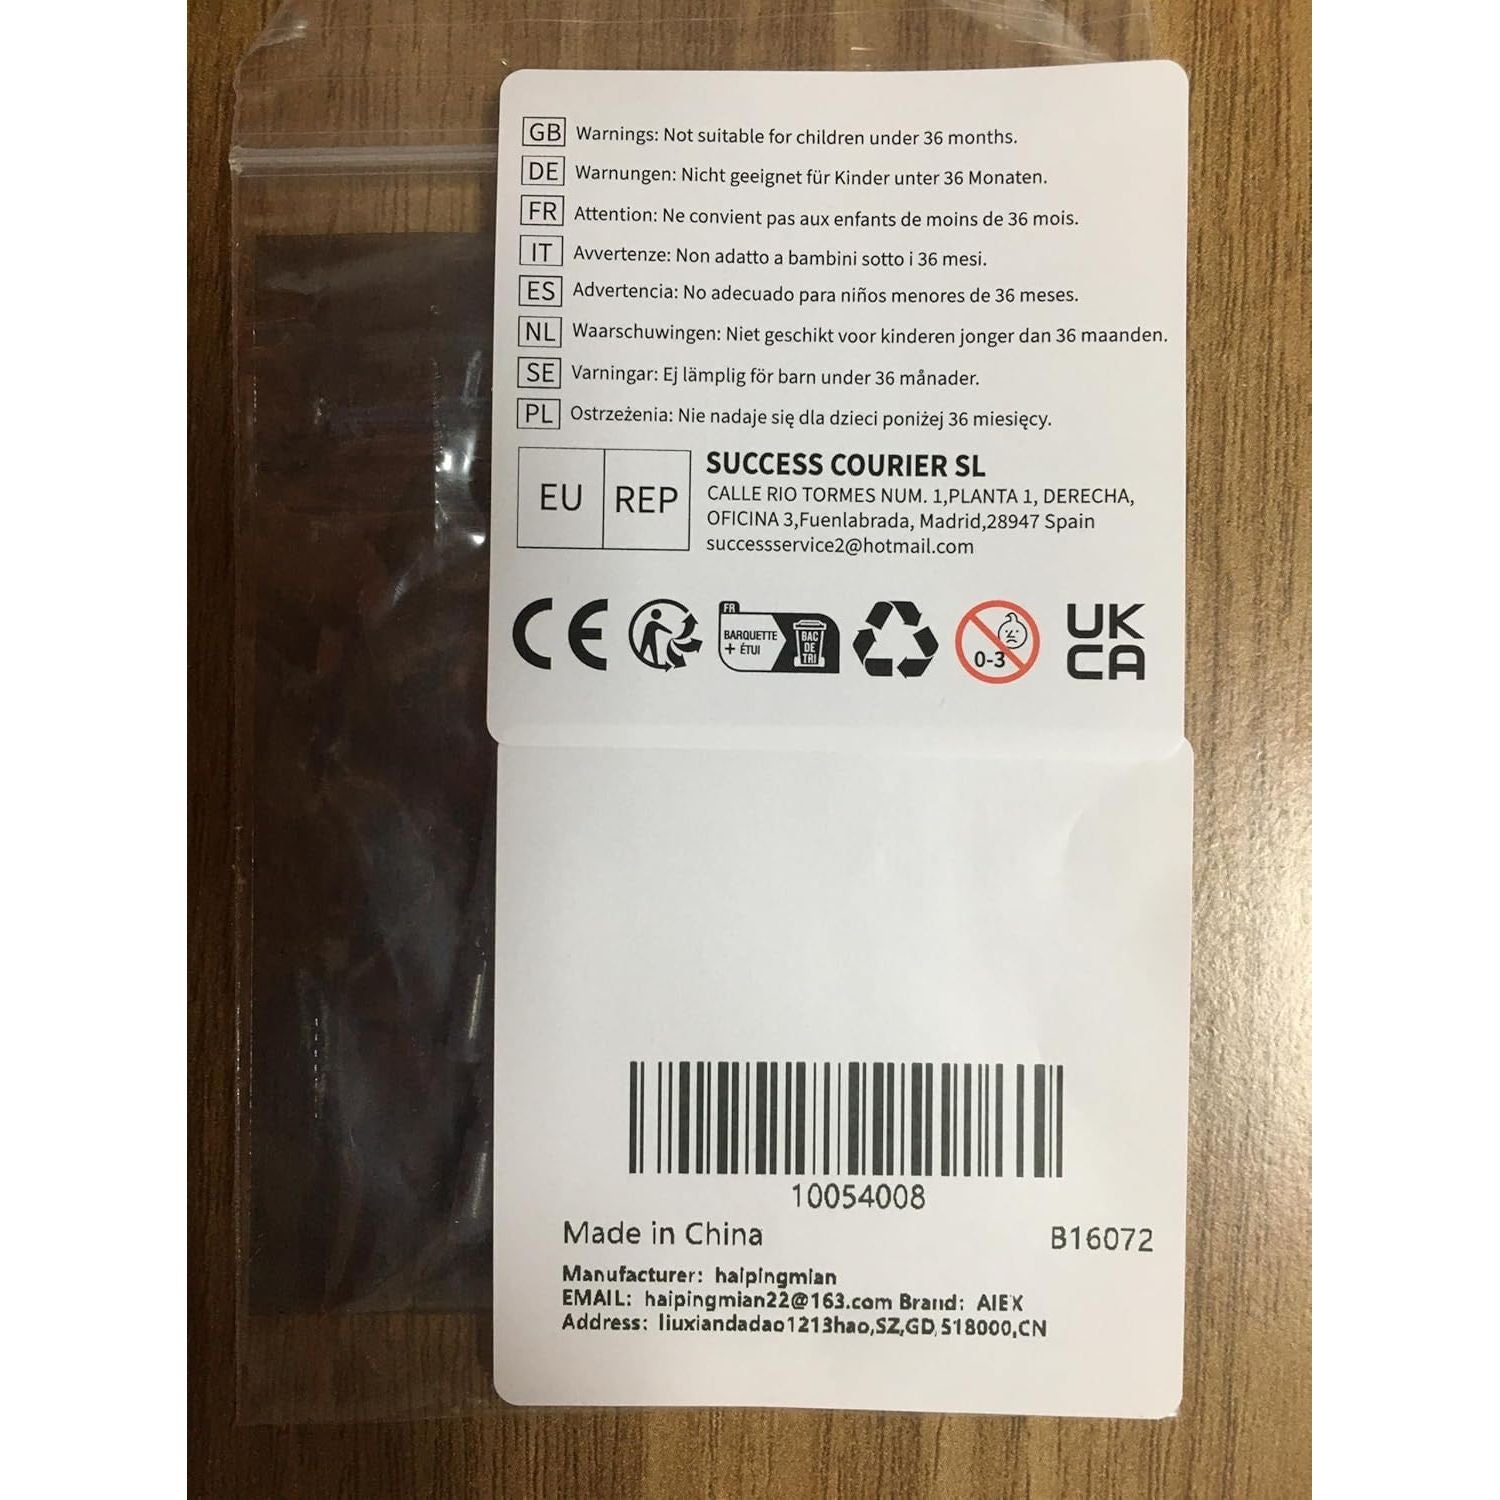 GB Warnings: Not suitable for children under 36 months.
DE Warnungen: Nicht geeignet für Kinder unter 36 Monaten.
FR Attention: Ne convient pas aux enfants de moins de 36 mois.
IT Avvertenze: Non adatto a bambini sotto i 36 mesi.
ES Advertencia: No adecuado para niños menores de 36 meses.
NL Waarschuwingen: Niet geschikt voor kinderen jonger dan 36 maanden.
SE Varningar: Ej lämplig för barn under 36 månader.
PL Ostrzeżenia: Nie nadaje się dla dzieci poniżej 36 miesięcy.
EU REP
SUCCESS COURIER SL
CALLE RIO TORMES NUM. 1,PLANTA 1, DERECHA,
OFICINA 3,Fuenlabrada, Madrid,28947 Spain
successservice2@hotmail.com
CE
FR
BARQUETTE
+ ÉTUI
BAC
DE
TRI
0-3
UK
CA
10054008
Made in China B16072
Manufacturer: haipingmian
EMAIL: haipingmian22@163.com Brand: AIEX
Address: liuxiandadao1213hao,SZ,GD,518000,CN